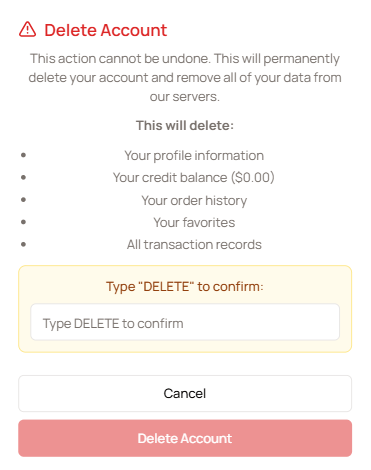 Delete Account
This action cannot be undone. This will permanently
delete your account and remove all of your data from
our servers.
This will delete:
Your profile information
Your credit balance ($0.00)
Your order history
Your favorites
All transaction records
Type "DELETE" to confirm:
Type DELETE to confirm
Cancel
Delete Account